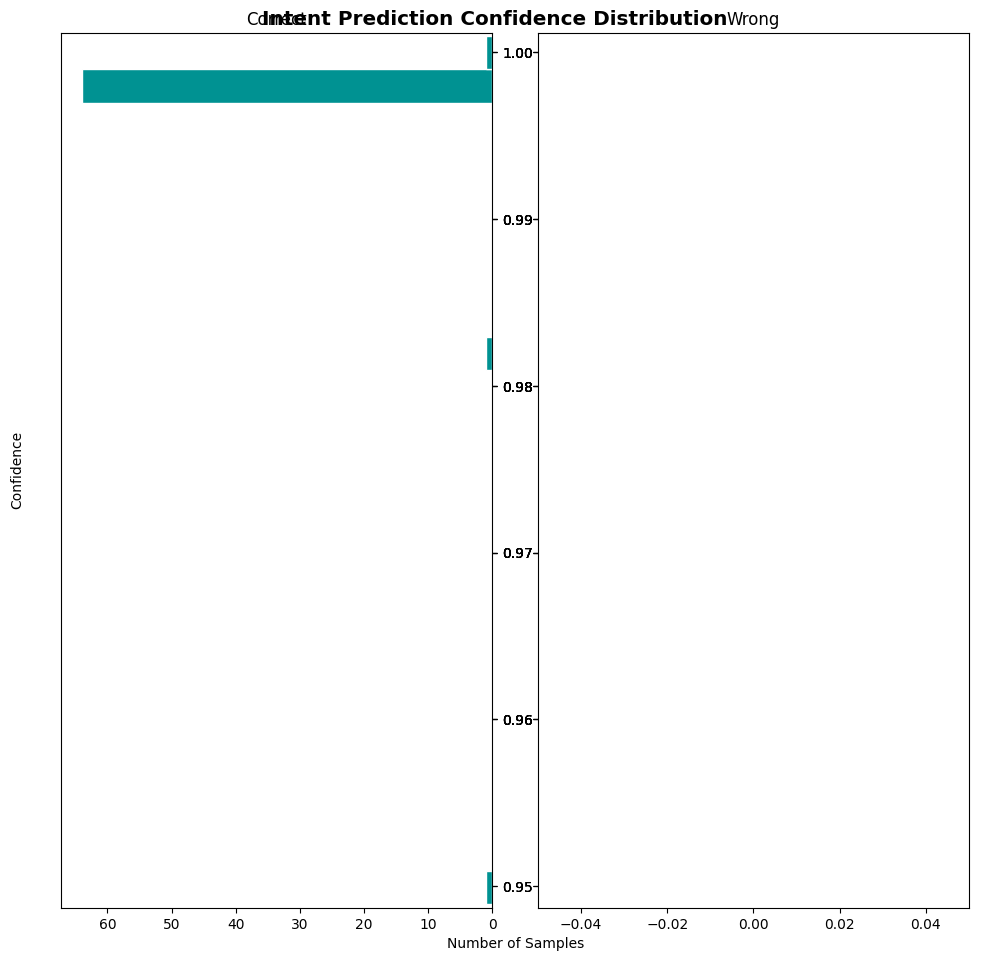 Intent Prediction Confidence Distribution
Correct
Wrong
Confidence
1.00
0.99
0.98
0.97
0.96
0.95
60 50 40 30 20 10 0
−0.04 −0.02 0.00 0.02 0.04
Number of Samples